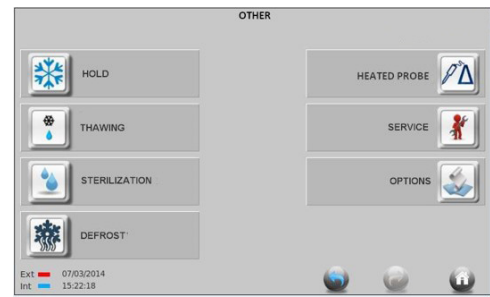 OTHER
HOLD
HEATED PROBE
THAWING
SERVICE
STERILIZATION
OPTIONS
DEFROST'
Ext 07/03/2014
Int 15:22:18